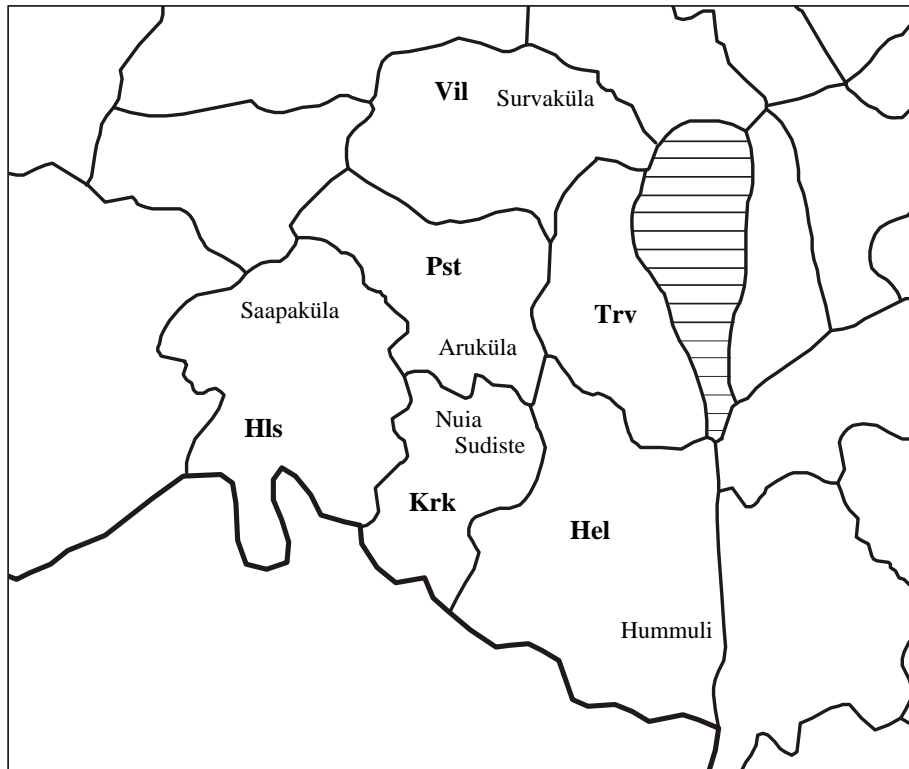 Vil
Survaküla
Pst
Saapaküla
Trv
Aruküla
Nuia
Hls
Sudiste
Krk
Hel
Hummuli